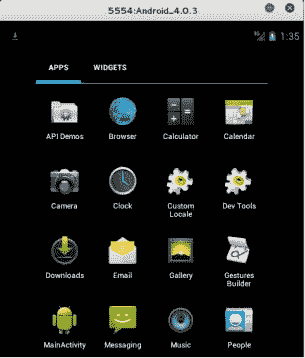 5554:Android_4.0.3
3G 1:35
APPS WIDGETS
API Demos Browser Calculator Calendar
Camera Clock Custom Locale Dev Tools
Downloads Email Gallery Gestures Builder
MainActivity Messaging Music People